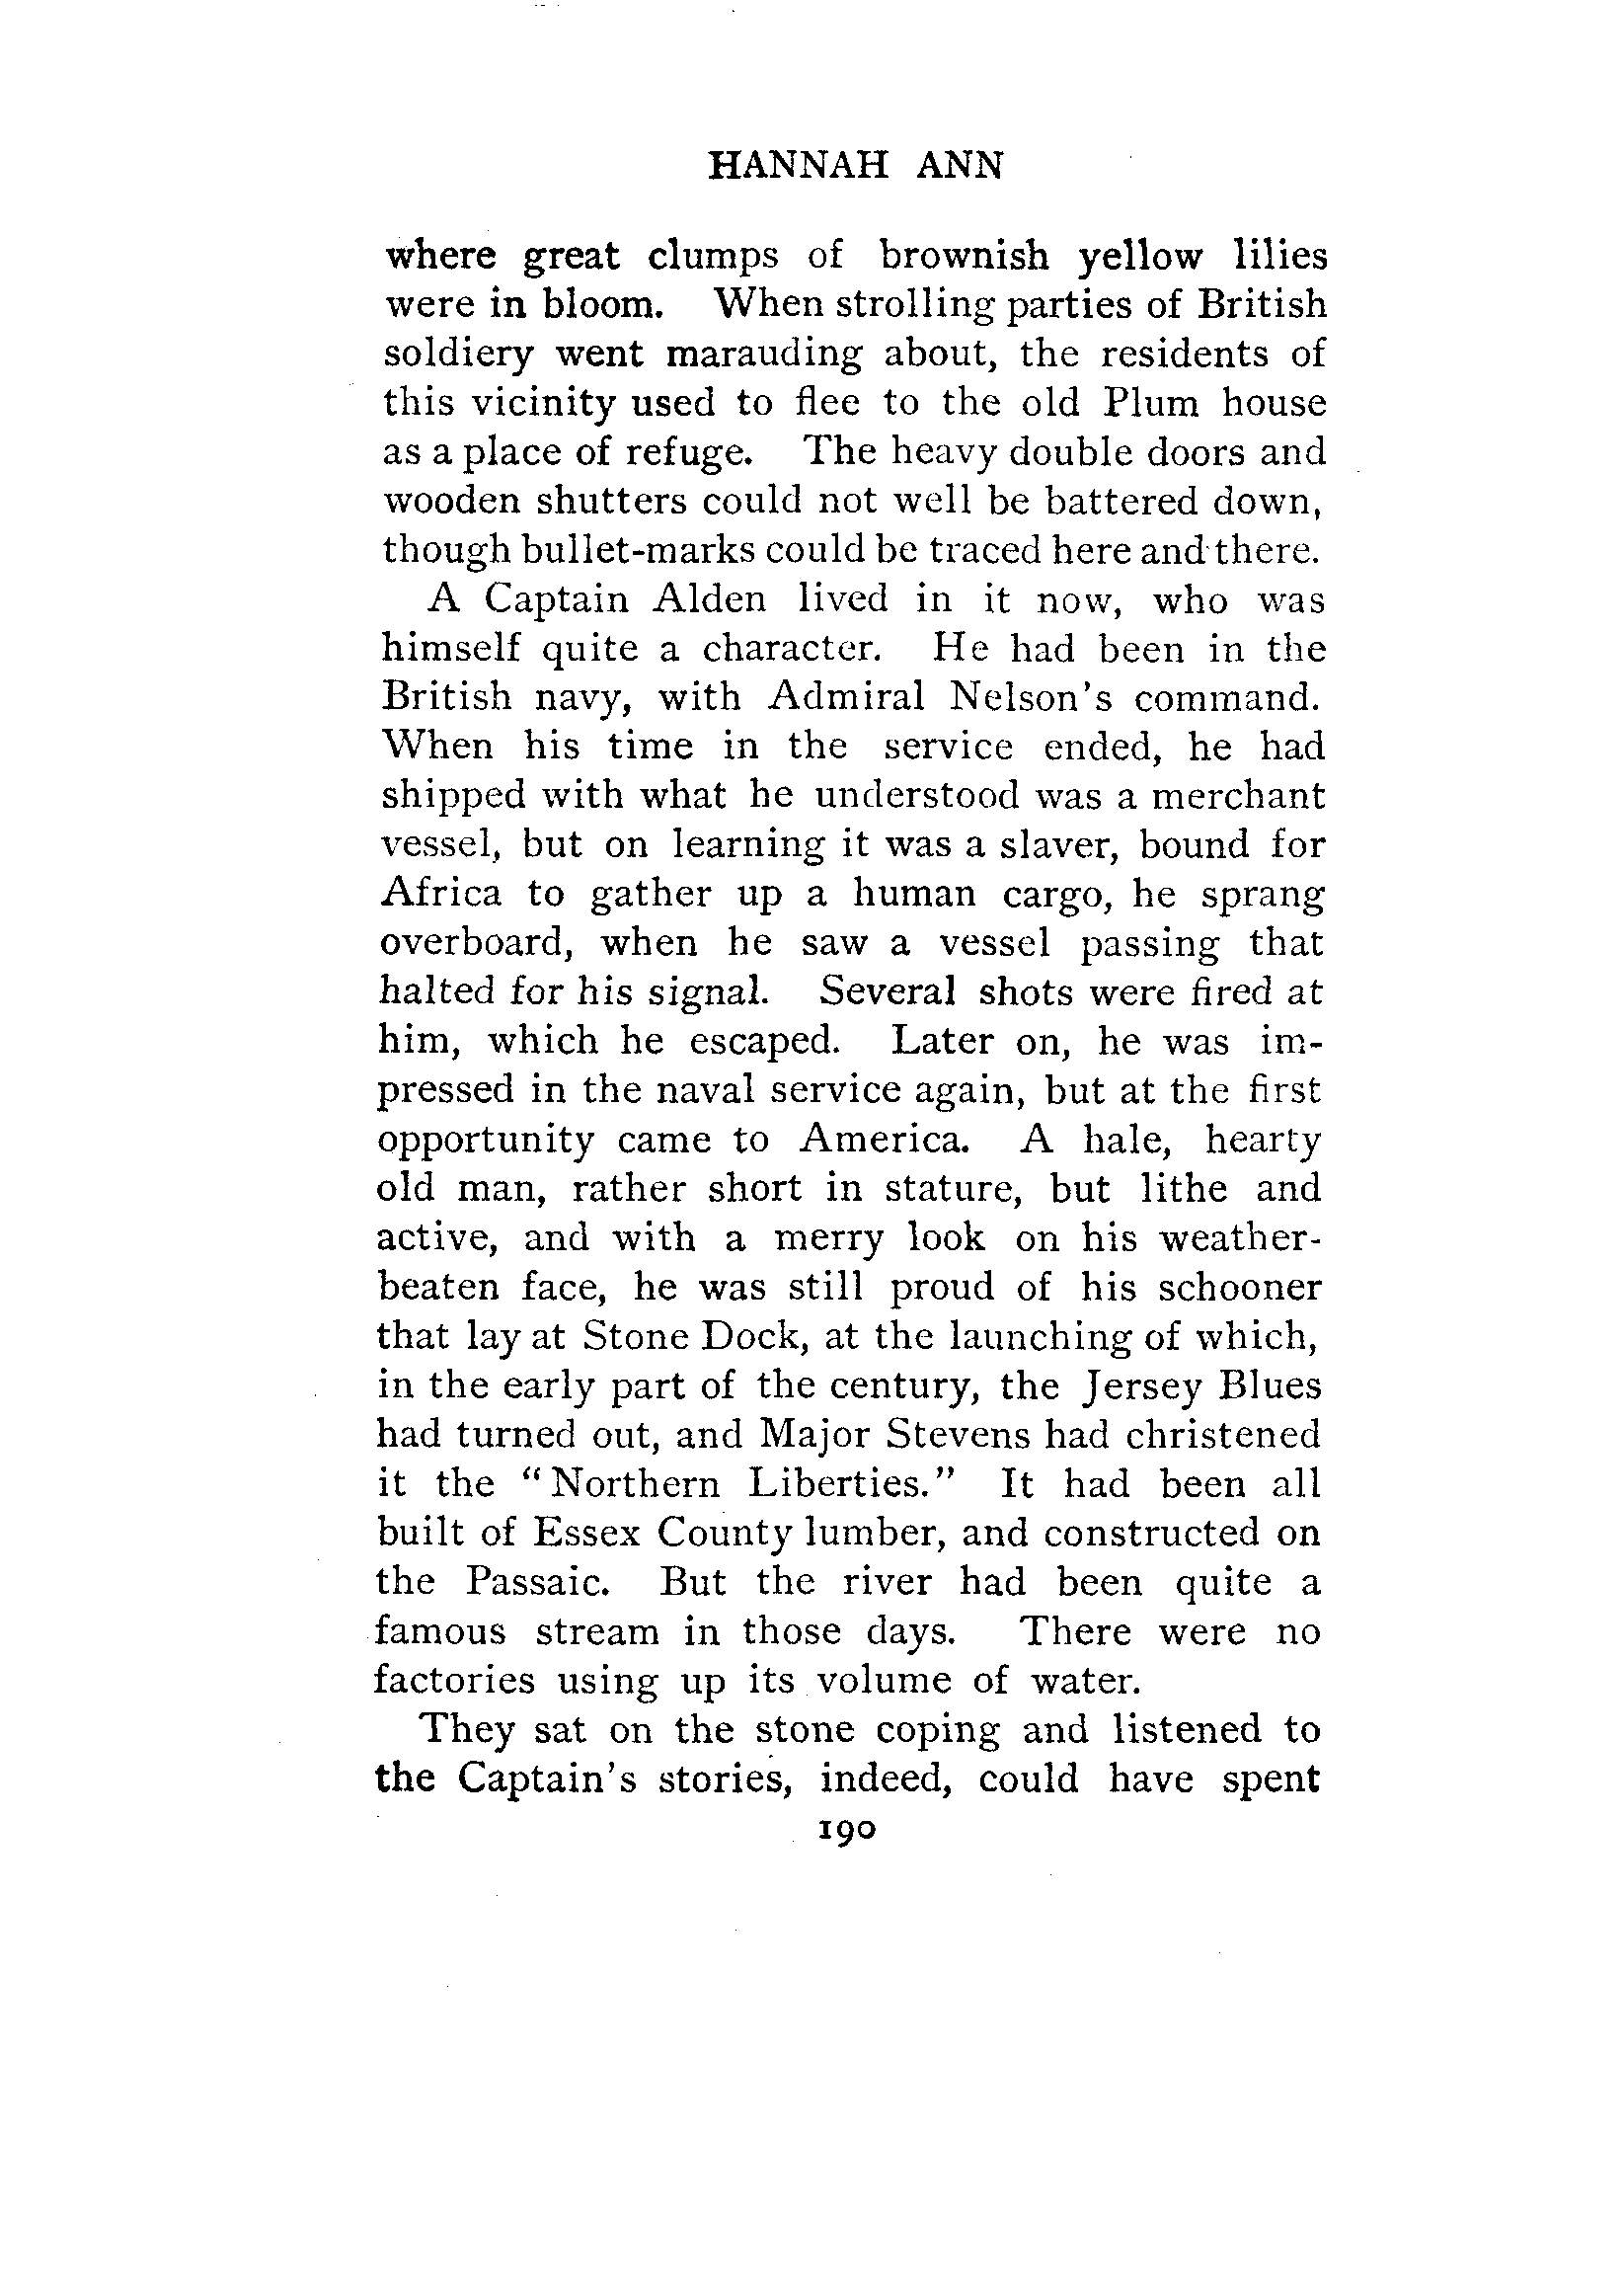 HANNAH ANN
where great clumps of brownish yellow lilies
were in bloom. When strolling parties of British
soldiery went marauding about, the residents of
this vicinity used to flee to the old Plum house
as a place of refuge. The heavy double doors and
wooden shutters could not well be battered down,
though bullet-marks could be traced here and there.
A Captain Alden lived in it now, who was
himself quite a character. He had been in the
British navy, with Admiral Nelson's command.
When his time in the service ended, he had
shipped with what he understood was a merchant
vessel, but on learning it was a slaver, bound for
Africa to gather up a human cargo, he sprang
overboard, when he saw a vessel passing that
halted for his signal. Several shots were fired at
him, which he escaped. Later on, he was im-
pressed in the naval service again, but at the first
opportunity came to America. A hale, hearty
old man, rather short in stature, but lithe and
active, and with a merry look on his weather-
beaten face, he was still proud of his schooner
that lay at Stone Dock, at the launching of which,
in the early part of the century, the Jersey Blues
had turned out, and Major Stevens had christened
it the "Northern Liberties." It had been all
built of Essex County lumber, and constructed on
the Passaic. But the river had been quite a
famous stream in those days. There were no
factories using up its volume of water.
They sat on the stone coping and listened to
the Captain's stories, indeed, could have spent
190